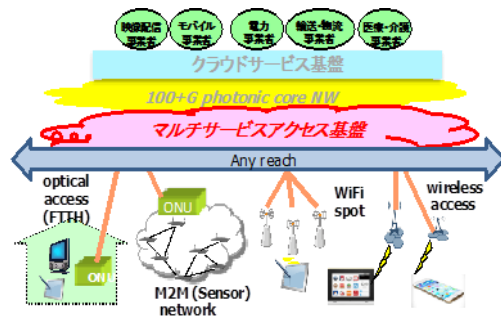 映像配信
事業者
モバイル
事業者
電力
事業者
輸送・物流
事業者
医療・介護
事業者
クラウドサービス基盤
100+G photonic core NW
マルチサービスアクセス基盤
Any reach
optical
access
(FTTH)
ONU
ONU
M2M (Sensor)
network
WiFi
spot
wireless
access